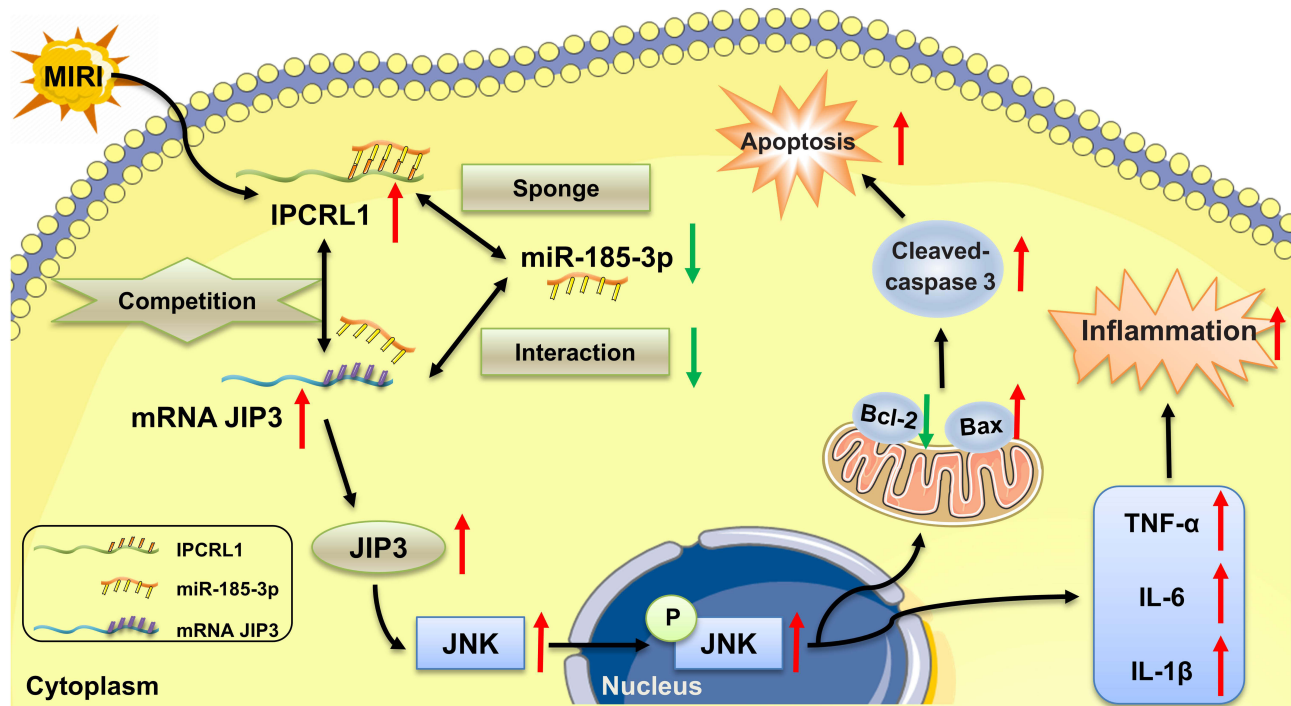 MIRI
IPCRL1
Sponge
miR-185-3p
Competition
Interaction
mRNA JIP3
JIP3
JNK
P
JNK
Nucleus
Cytoplasm
IPCRL1
miR-185-3p
mRNA JIP3
Apoptosis
Cleaved-
caspase 3
Bcl-2
Bax
Inflammation
TNF-α
IL-6
IL-1β